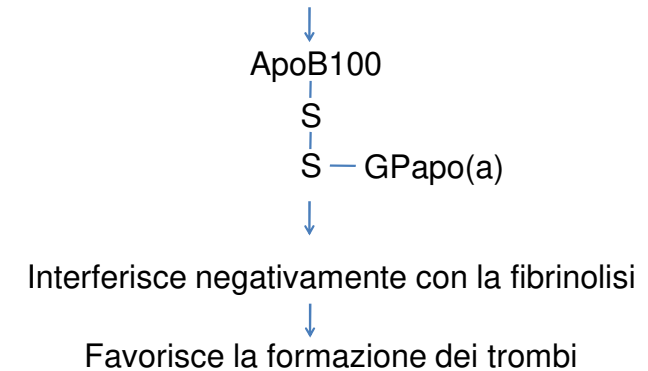 ApoB100
S
S — GPapo(a)
Interferisce negativamente con la fibrinolisi
Favorisce la formazione dei trombi